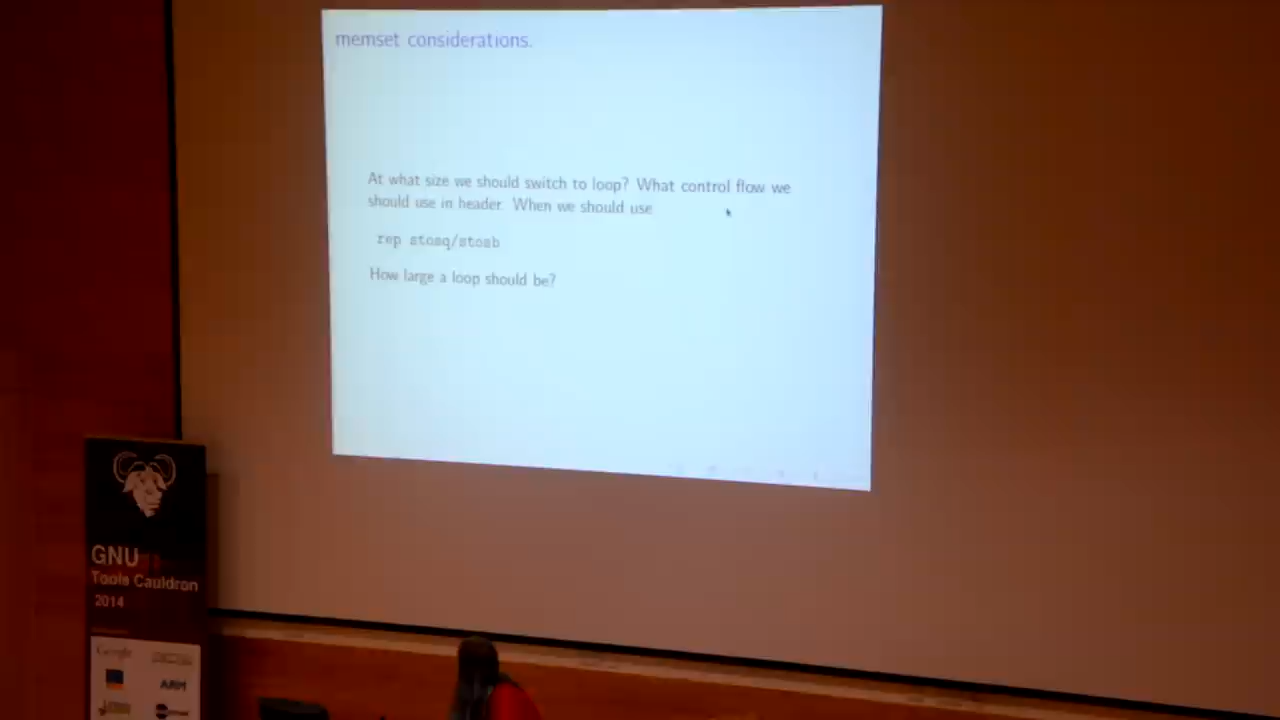 memset considerations.
At what size we should switch to loop? What control flow we
should use in header. When we should use
rep stosq/stosb
How large a loop should be?
GNU
Tools Cauldron
2014
Google
ARM